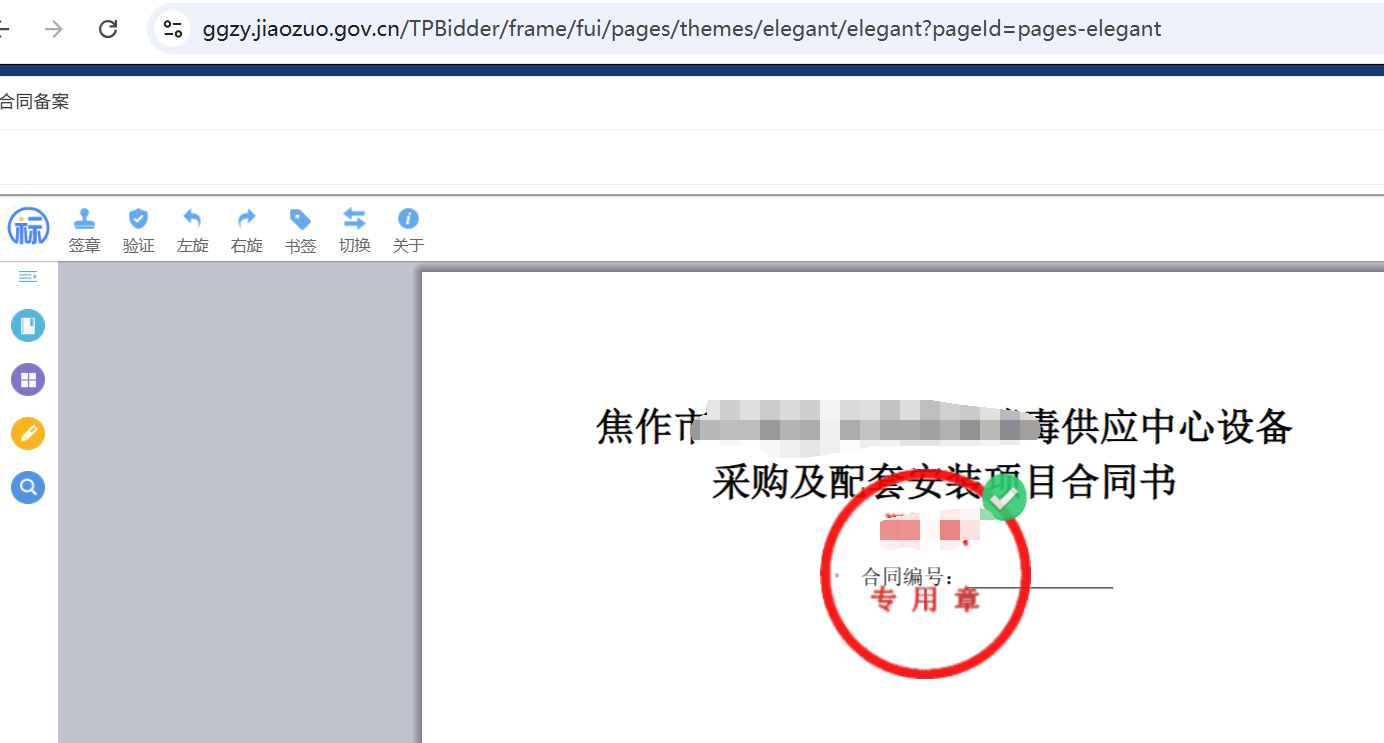 ggzy.jiaozuo.gov.cn/TPBidder/frame/fui/pages/themes/elegant/elegant?pageId=pages-elegant
合同备案
标
签章 验证 左旋 右旋 书签 切换 关于
焦作市 毒供应中心设备
采购及配套安装项目合同书
合同编号：
专用章